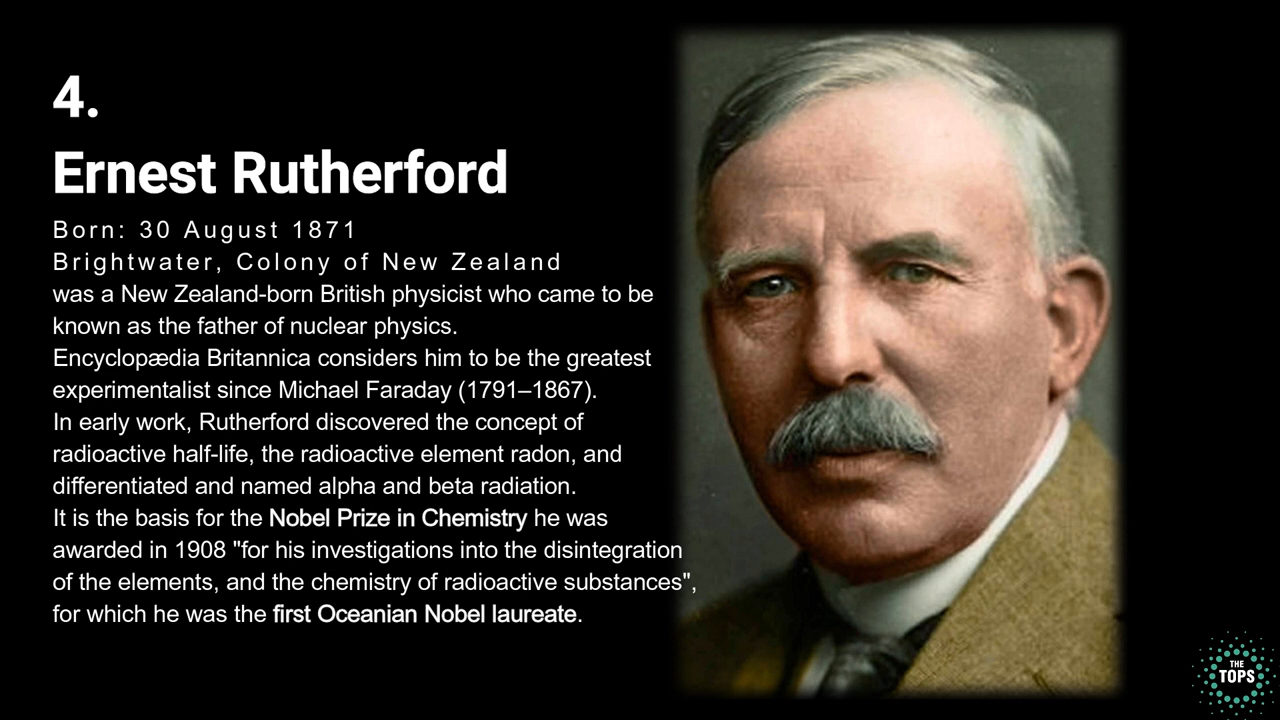 4.
Ernest Rutherford
Born: 30 August 1871
Brightwater, Colony of New Zealand
was a New Zealand-born British physicist who came to be
known as the father of nuclear physics.
Encyclopædia Britannica considers him to be the greatest
experimentalist since Michael Faraday (1791–1867).
In early work, Rutherford discovered the concept of
radioactive half-life, the radioactive element radon, and
differentiated and named alpha and beta radiation.
It is the basis for the Nobel Prize in Chemistry he was
awarded in 1908 "for his investigations into the disintegration
of the elements, and the chemistry of radioactive substances",
for which he was the first Oceanian Nobel laureate.
THE
TOPS